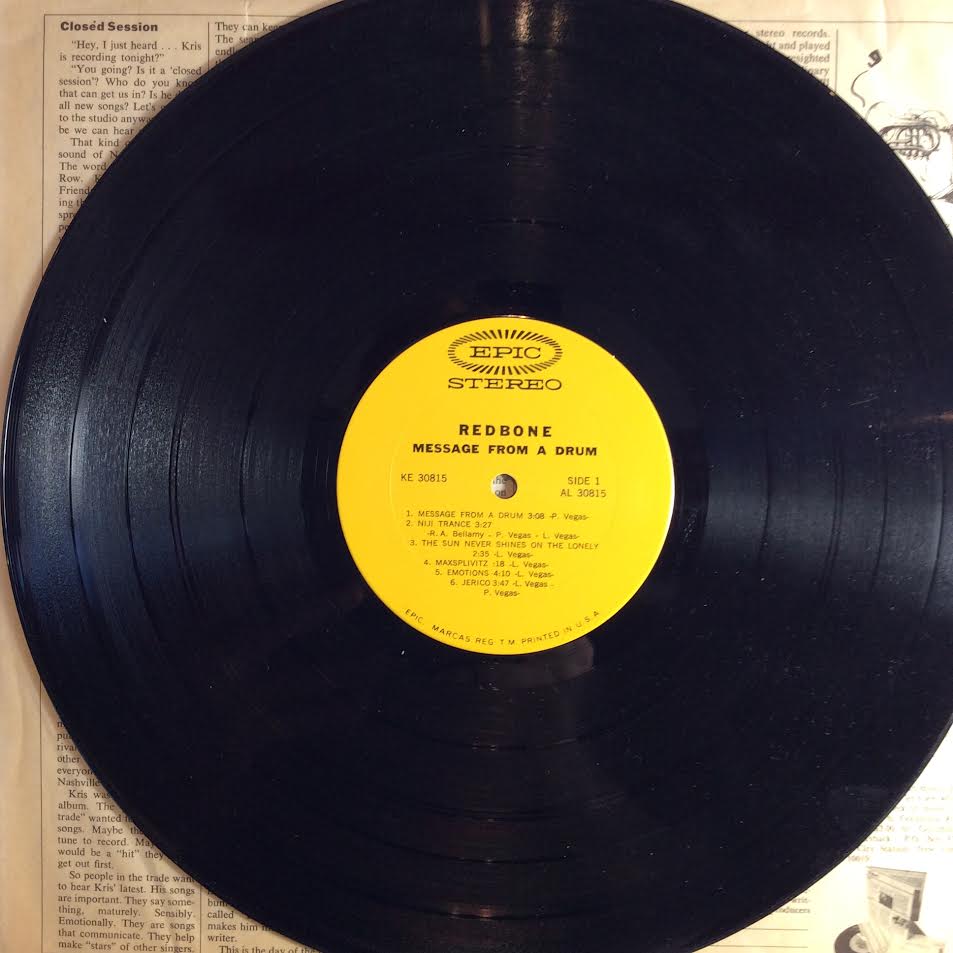 Closed Session
"Hey, I just heard . . . Kris
is recording tonight?"
"You going? Is it a 'closed
session'? Who do you know
that can get us in? Is he
all new songs? Let's
to the studio anyway
be we can hear
That kind
sound of
The word
Row.
Friend
ing
They can
The
stereo records.
and played
EPIC
STEREO
REDBONE
MESSAGE FROM A DRUM
KE 30815
SIDE 1
AL 30815
the
on
1. MESSAGE FROM A DRUM 3:08 -P. Vegas-
2. NIJI TRANCE 3:27
-R. A. Bellamy - P. Vegas - L. Vegas-
3. THE SUN NEVER SHINES ON THE LONELY
2:35 -L. Vegas-
4. MAXSPLIVITZ :18 -L. Vegas-
5. EMOTIONS 4:10 -L. Vegas-
6. JERICO 3:47 -L. Vegas -
P. Vegas-
EPIC. MARCAS REG T M. PRINTED IN U.S.A
other
everyon
Nashville
Kris was
album. The
trade" wanted
songs. Maybe
tune to record. May
would be a "hit" they
get out first.
So people in the trade want
to hear Kris' latest. His songs
are important. They say some-
thing, maturely. Sensibly.
Emotionally. They are songs
that communicate. They help
make "stars" of other singers.
called
makes him
writer.
This is the day of the